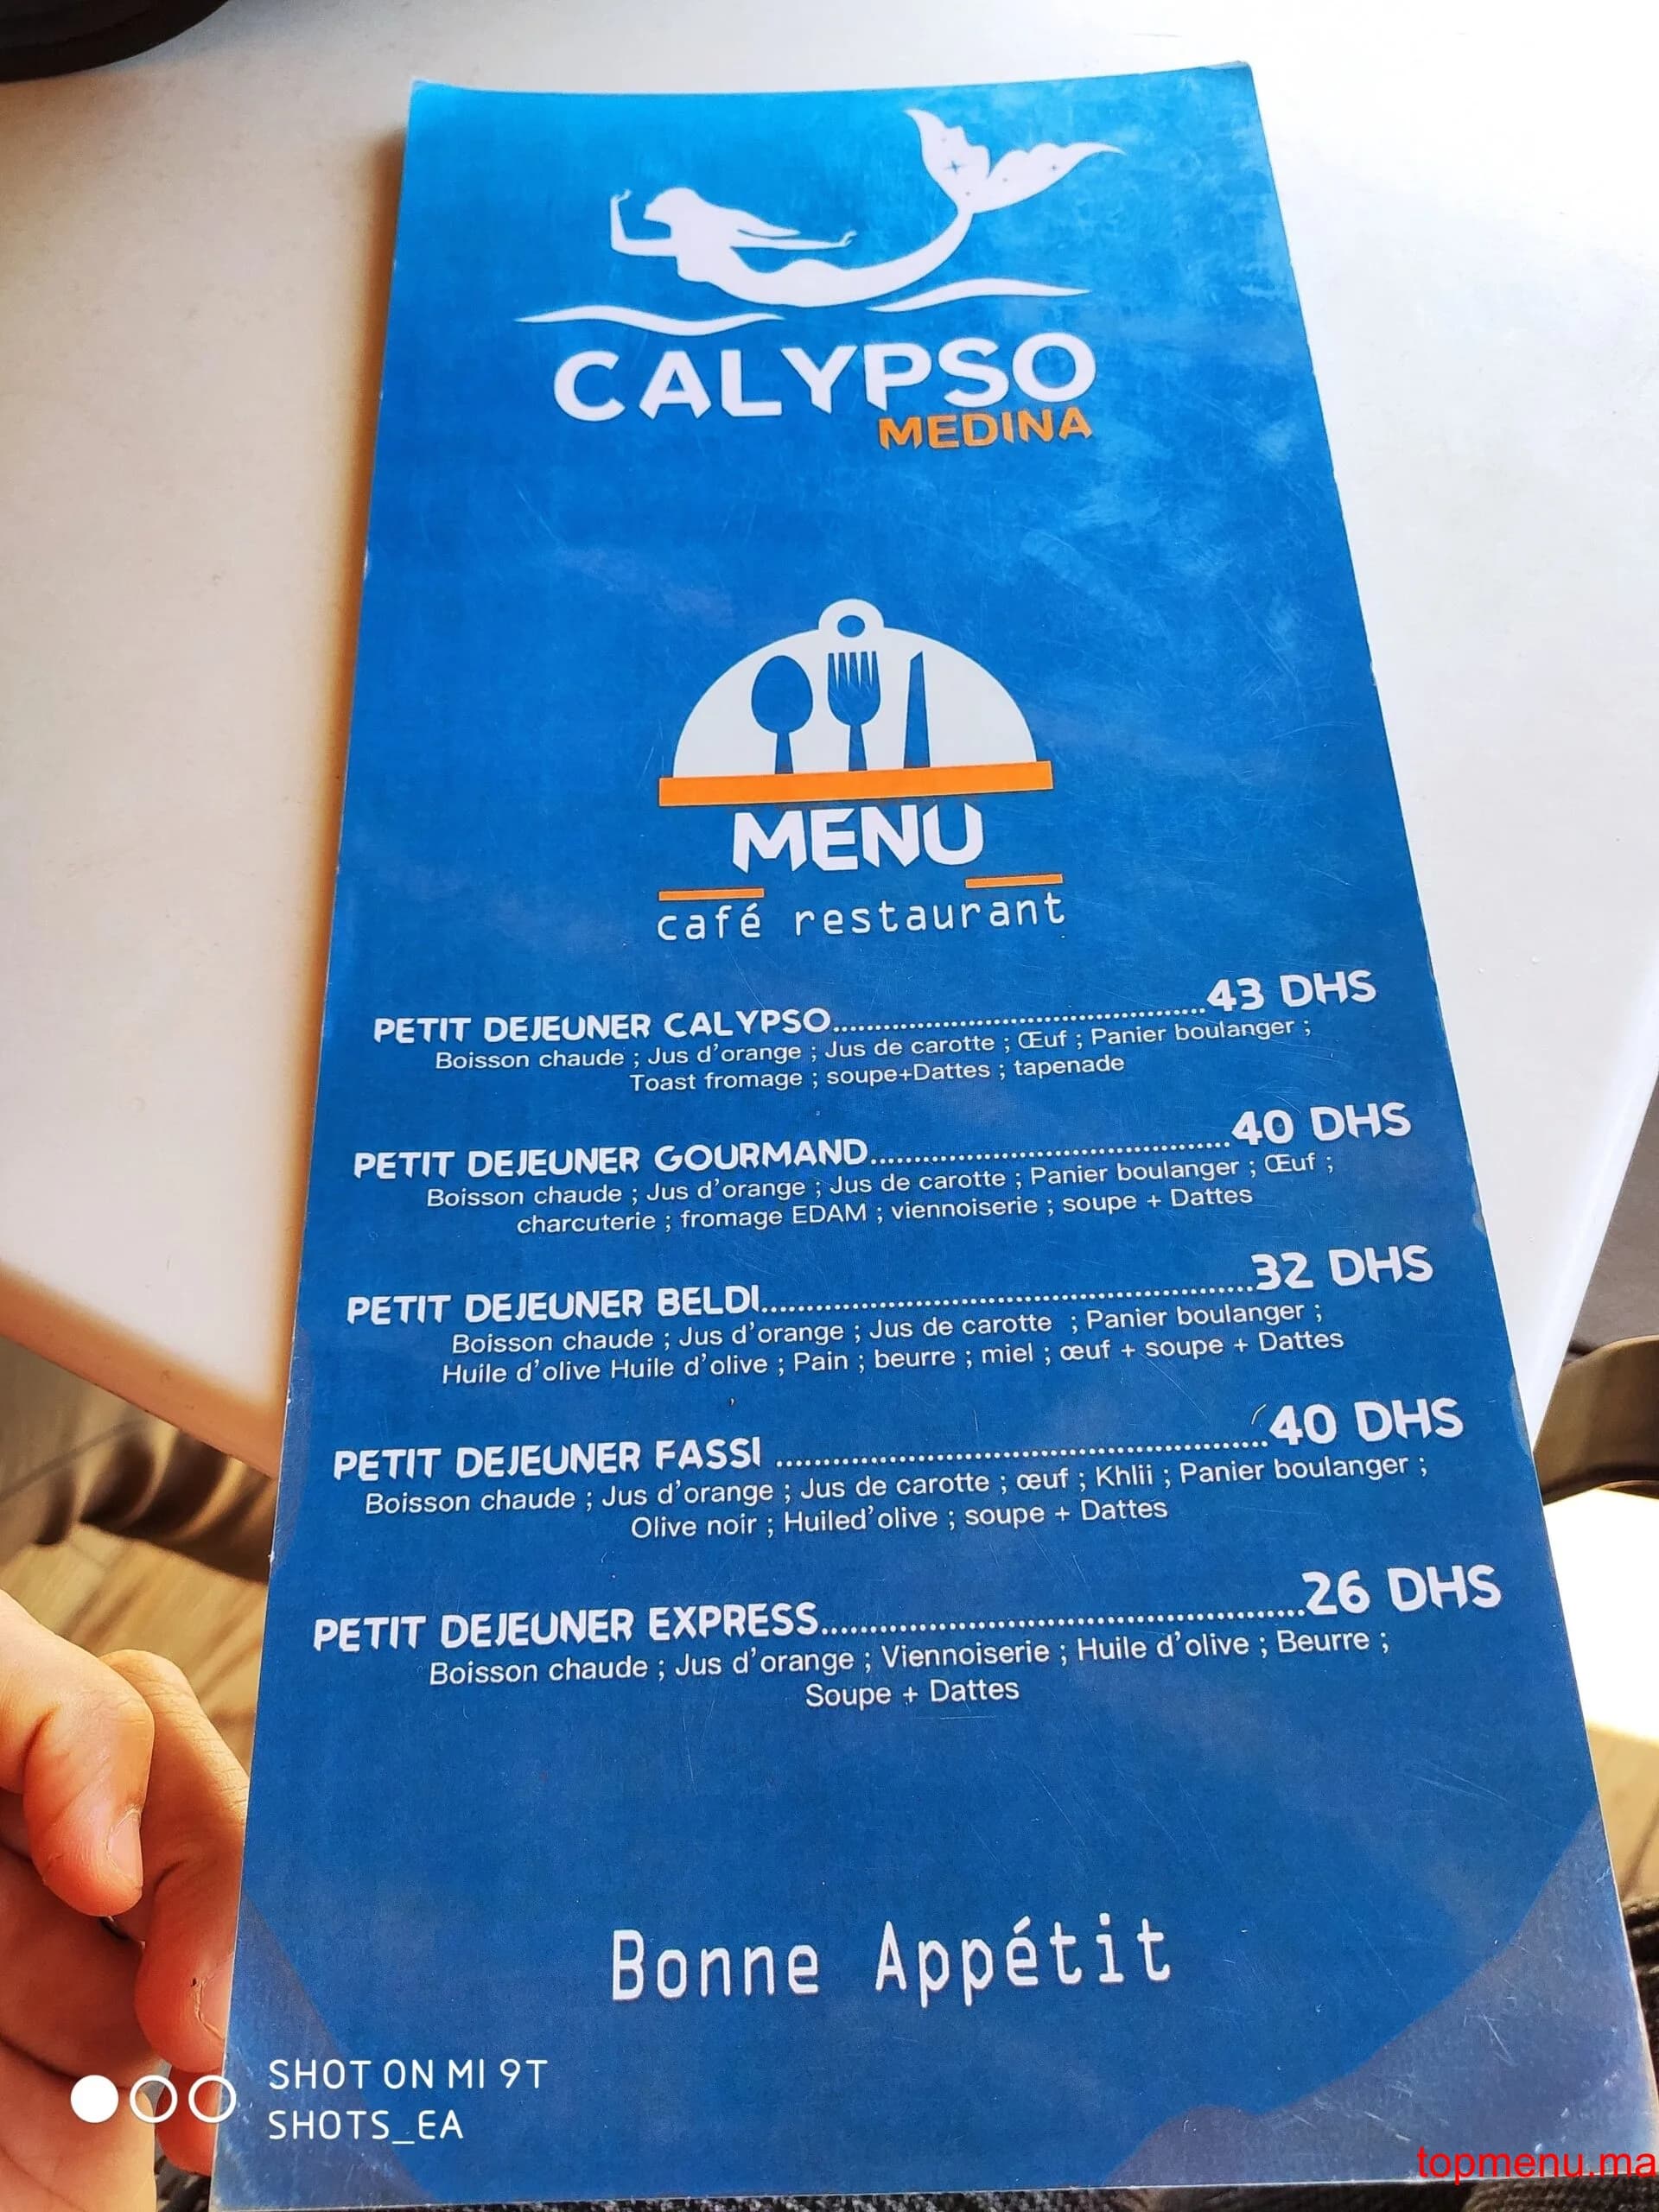 CALYPSO
MEDINA
MENU
café restaurant
PETIT DEJEUNER CALYPSO..........................................43 DHS
Boisson chaude ; Jus d'orange ; Jus de carotte ; Œuf ; Panier boulanger ;
Toast fromage ; soupe+Dattes ; tapenade
PETIT DEJEUNER GOURMAND........................................40 DHS
Boisson chaude ; Jus d'orange ; Jus de carotte ; Panier boulanger ; Œuf ;
charcuterie ; fromage EDAM ; viennoiserie ; soupe + Dattes
PETIT DEJEUNER BELDI......................................................32 DHS
Boisson chaude ; Jus d'orange ; Jus de carotte ; Panier boulanger ;
Huile d'olive Huile d'olive ; Pain ; beurre ; miel ; œuf + soupe + Dattes
PETIT DEJEUNER FASSI ......................................................40 DHS
Boisson chaude ; Jus d'orange ; Jus de carotte ; œuf ; Khlii ; Panier boulanger ;
Olive noir ; Huiled'olive ; soupe + Dattes
PETIT DEJEUNER EXPRESS...................................................26 DHS
Boisson chaude ; Jus d'orange ; Viennoiserie ; Huile d'olive ; Beurre ;
Soupe + Dattes
Bonne Appétit
SHOT ON MI 9T
SHOTS_EA
topmenu.ma